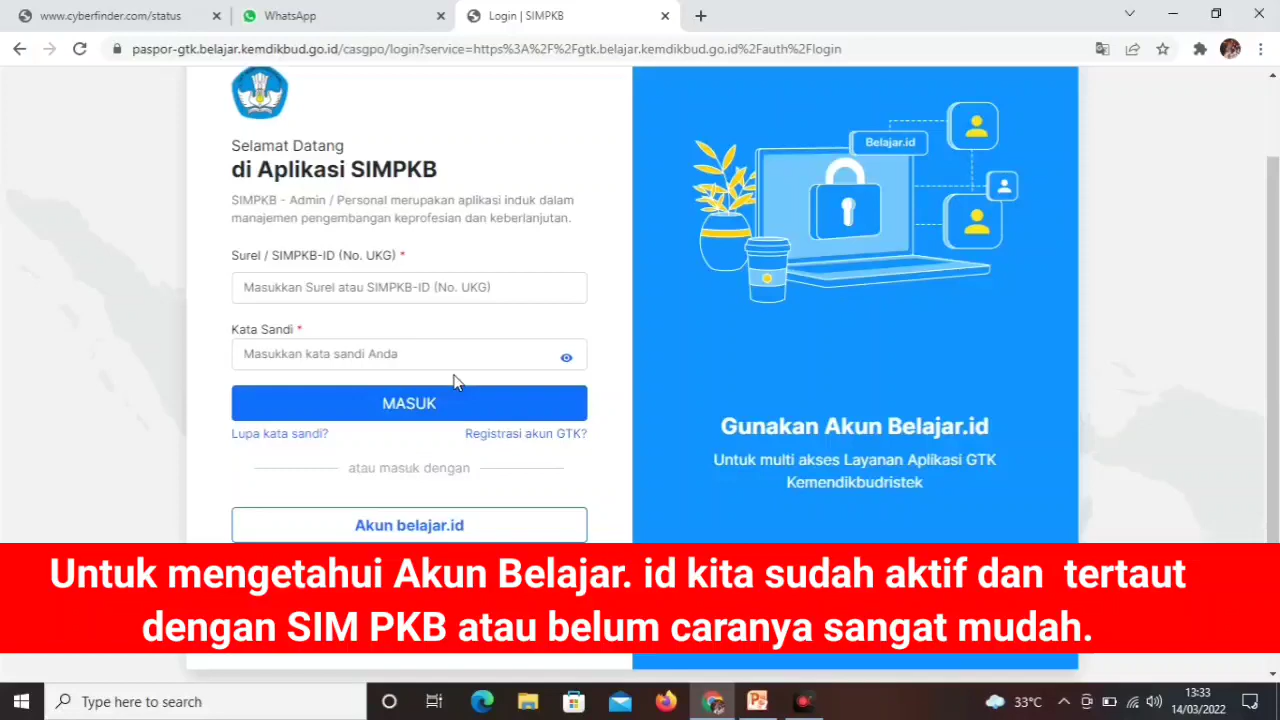 www.cyberfinder.com/status
WhatsApp
Login | SIMPKB
paspor-gtk.belajar.kemdikbud.go.id/casgpo/login?service=https%3A%2F%2Fgtk.belajar.kemdikbud.go.id%2Fauth%2Flogin
Selamat Datang
di Aplikasi SIMPKB
SIMPKB - Admin / Personal merupakan aplikasi induk dalam
manajemen pengembangan keprofesian dan keberlanjutan.
Surel / SIMPKB-ID (No. UKG) *
Masukkan Surel atau SIMPKB-ID (No. UKG)
Kata Sandi *
Masukkan kata sandi Anda
MASUK
Lupa kata sandi?
Registrasi akun GTK?
atau masuk dengan
Akun belajar.id
Belajar.id
Gunakan Akun Belajar.id
Untuk multi akses Layanan Aplikasi GTK
Kemendikbudristek
Untuk mengetahui Akun Belajar. id kita sudah aktif dan  tertaut
dengan SIM PKB atau belum caranya sangat mudah.
Type here to search
33°C
13:33
14/03/2022